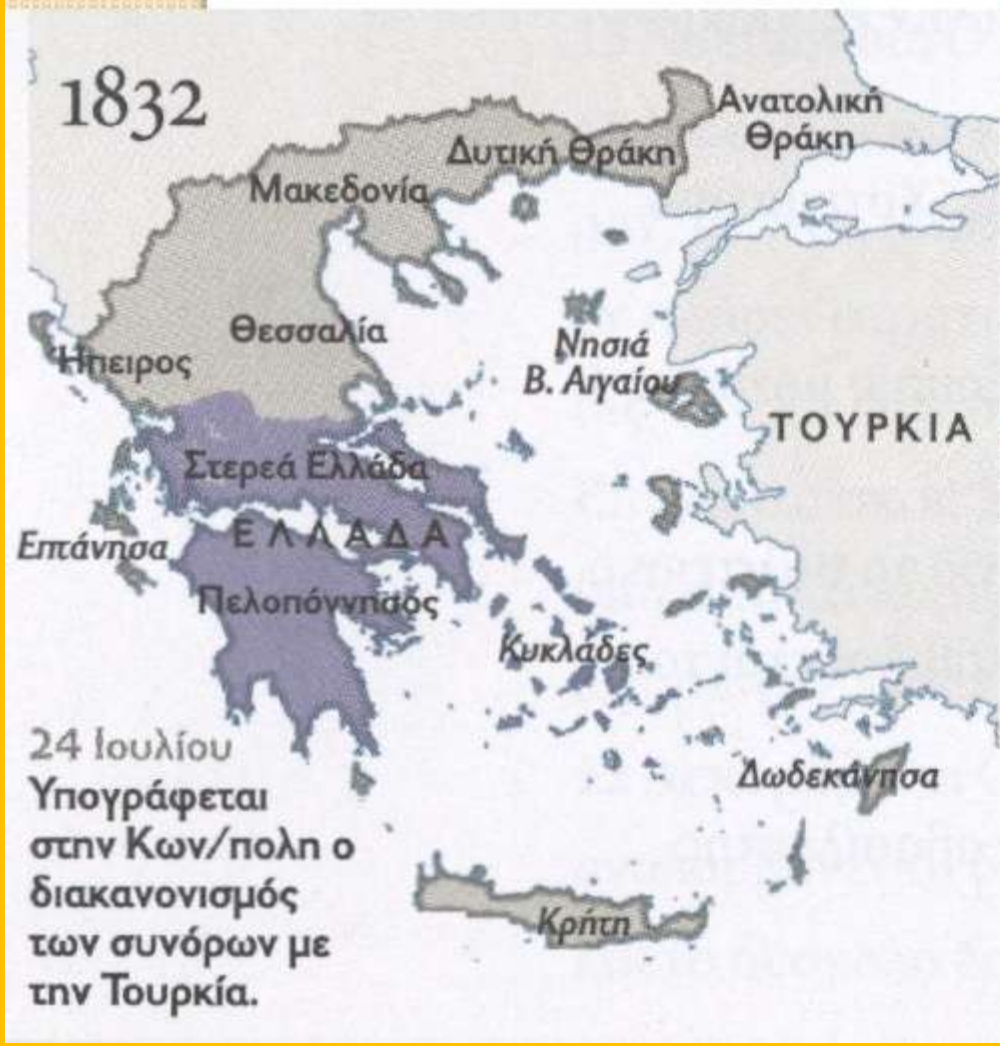 1832
Ανατολική
Θράκη
Δυτική Θράκη
Μακεδονία
Θεσσαλία
Ήπειρος
Νησιά
Β. Αιγαίου
ΤΟΥΡΚΙΑ
Στερεά Ελλάδα
ΕΛΛΑΔΑ
Επτάνησα
Πελοπόννησός
Κυκλάδες
24 Ιουλίου
Υπογράφεται
στην Κων/πολη ο
διακανονισμός
των συνόρων με
την Τουρκία.
Δωδεκάνησα
Κρήτη